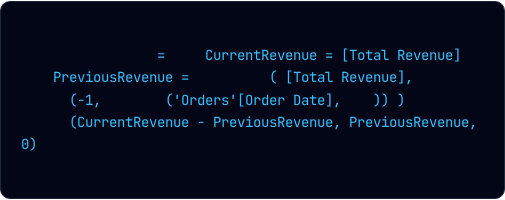 = CurrentRevenue = [Total Revenue]
PreviousRevenue = ( [Total Revenue],
(-1, ('Orders'[Order Date], )) )
(CurrentRevenue - PreviousRevenue, PreviousRevenue,
0)